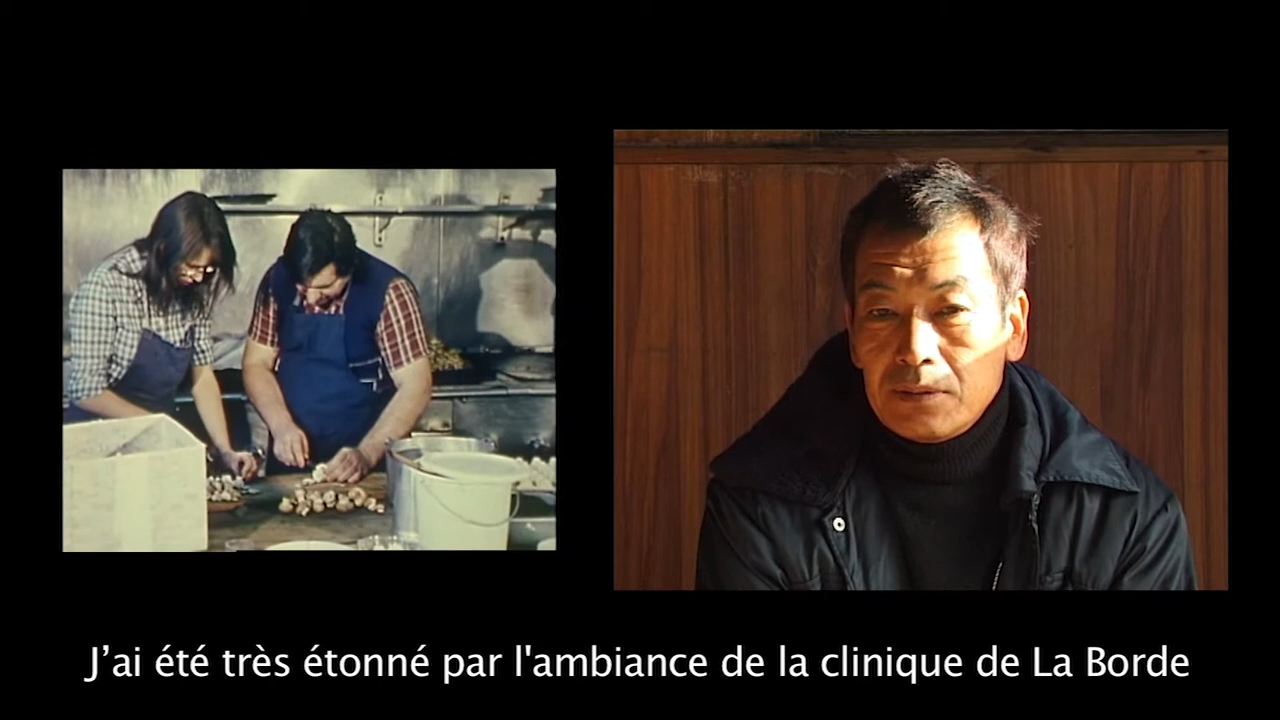 J’ai été très étonné par l'ambiance de la clinique de La Borde